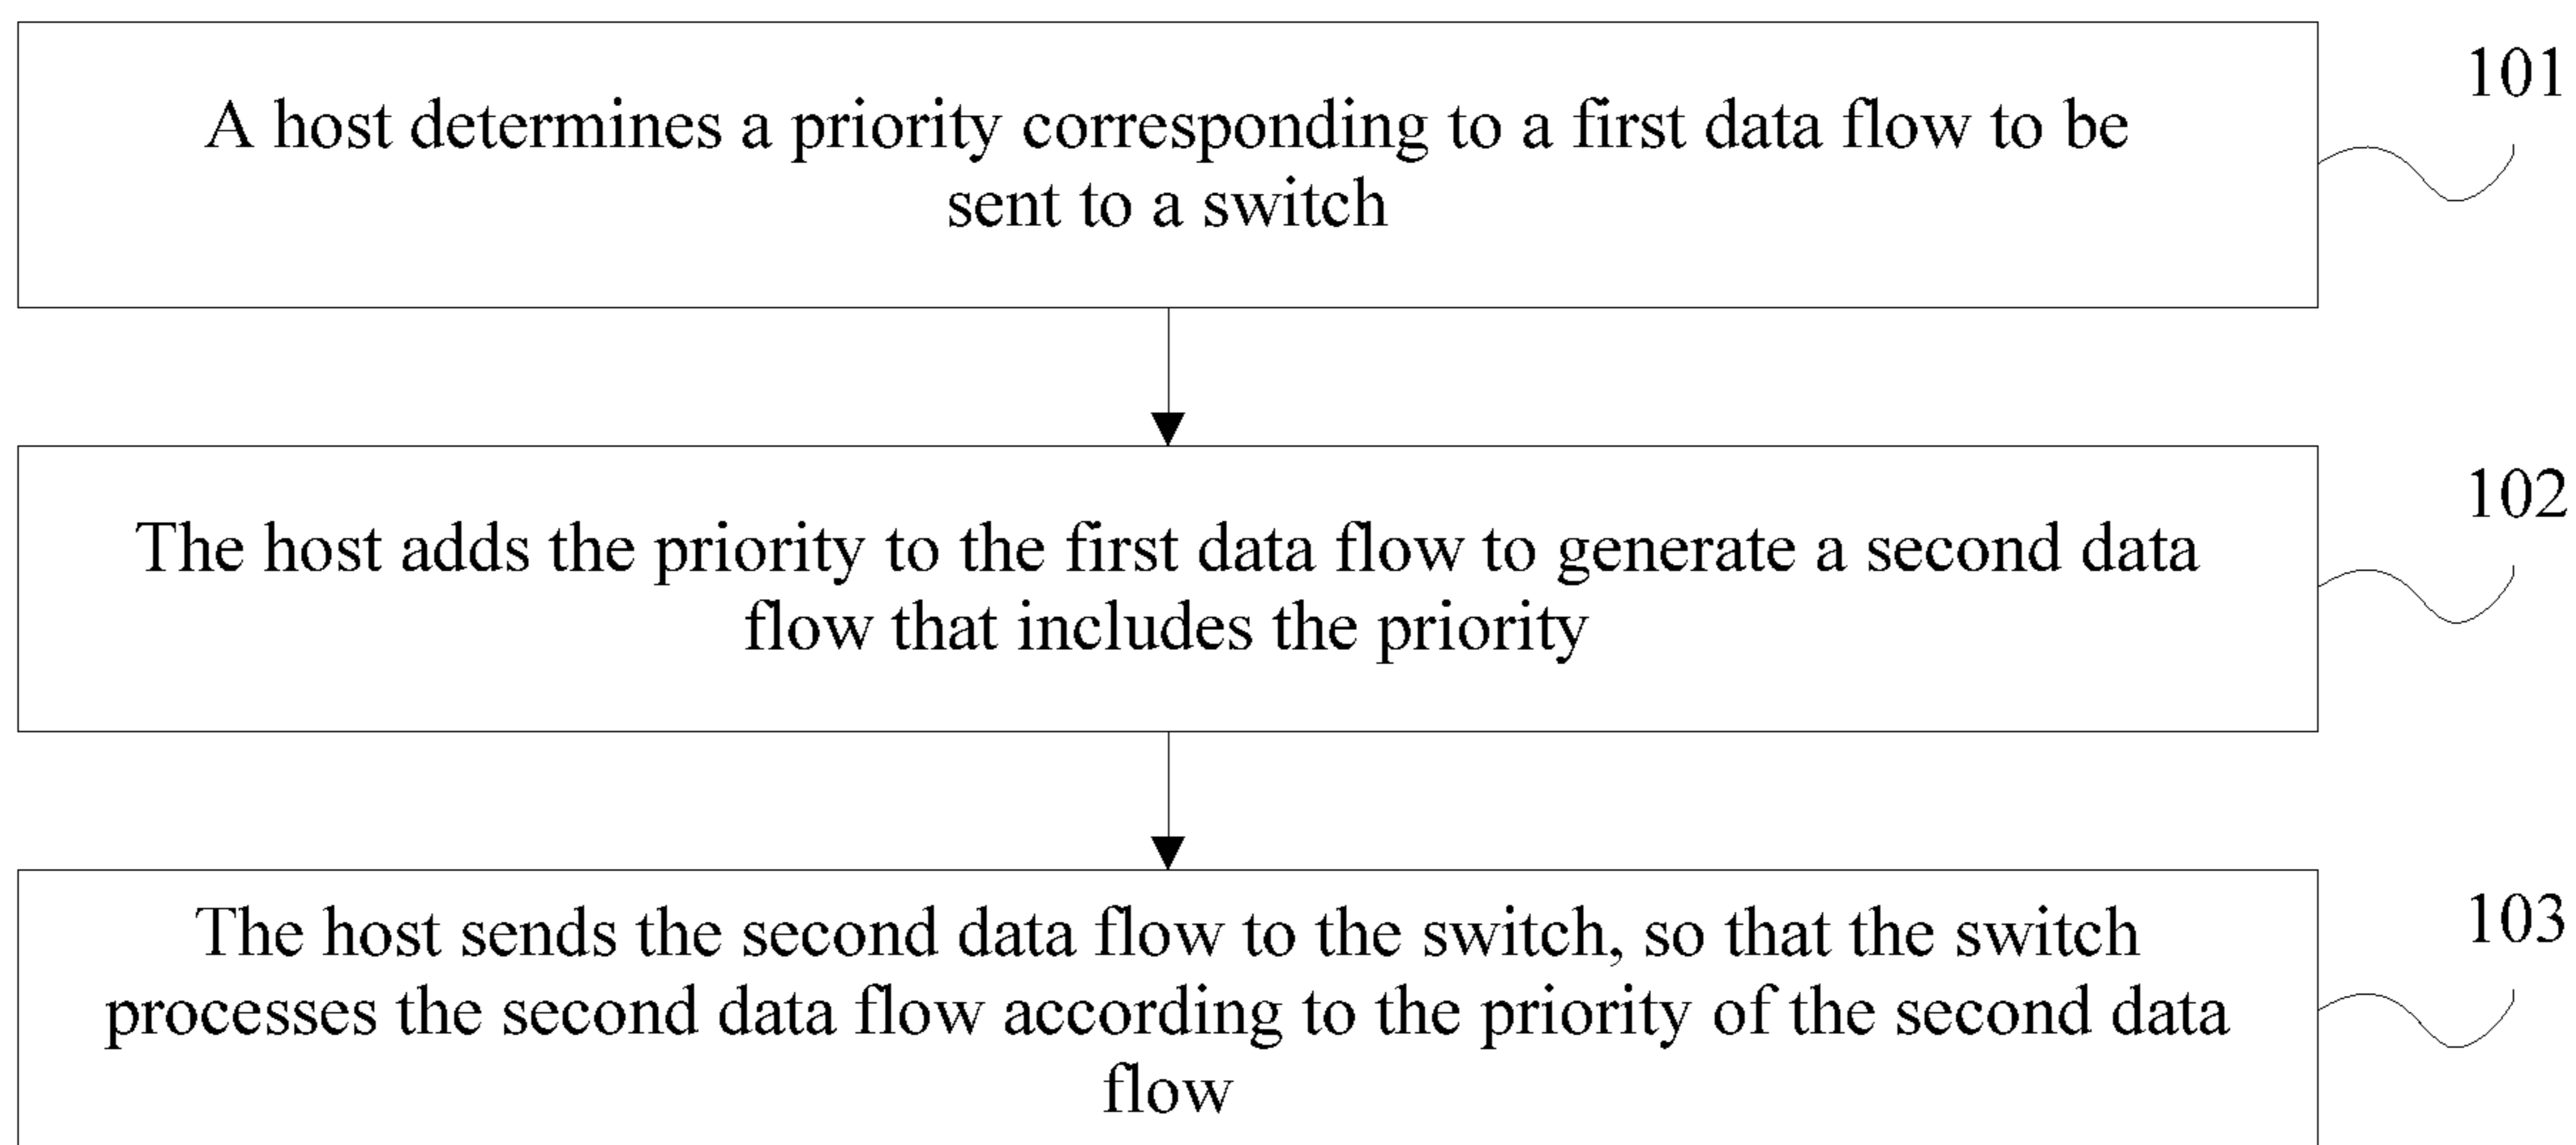 A host determines a priority corresponding to a first data flow to be
sent to a switch
101
The host adds the priority to the first data flow to generate a second data
flow that includes the priority
102
The host sends the second data flow to the switch, so that the switch
processes the second data flow according to the priority of the second data
flow
103